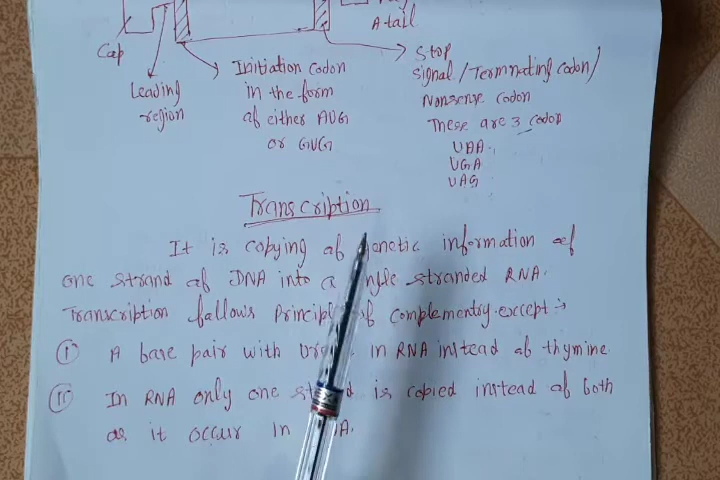 A tail
Cap
Leading
region
Initiation codon
in the form
of either AUG
or GUG
Stop
signal/Termnating codon/
Nonsense codon
These are 3 codon
UAA
UGA
UAG
Transcription
It is copying of genetic information of
one strand of DNA into a single stranded RNA.
Transcription follows Principle of complementry except :-
(i) A base pair with in RNA instead of thymine.
(ii) In RNA only one is copied instead of both
as it occur in